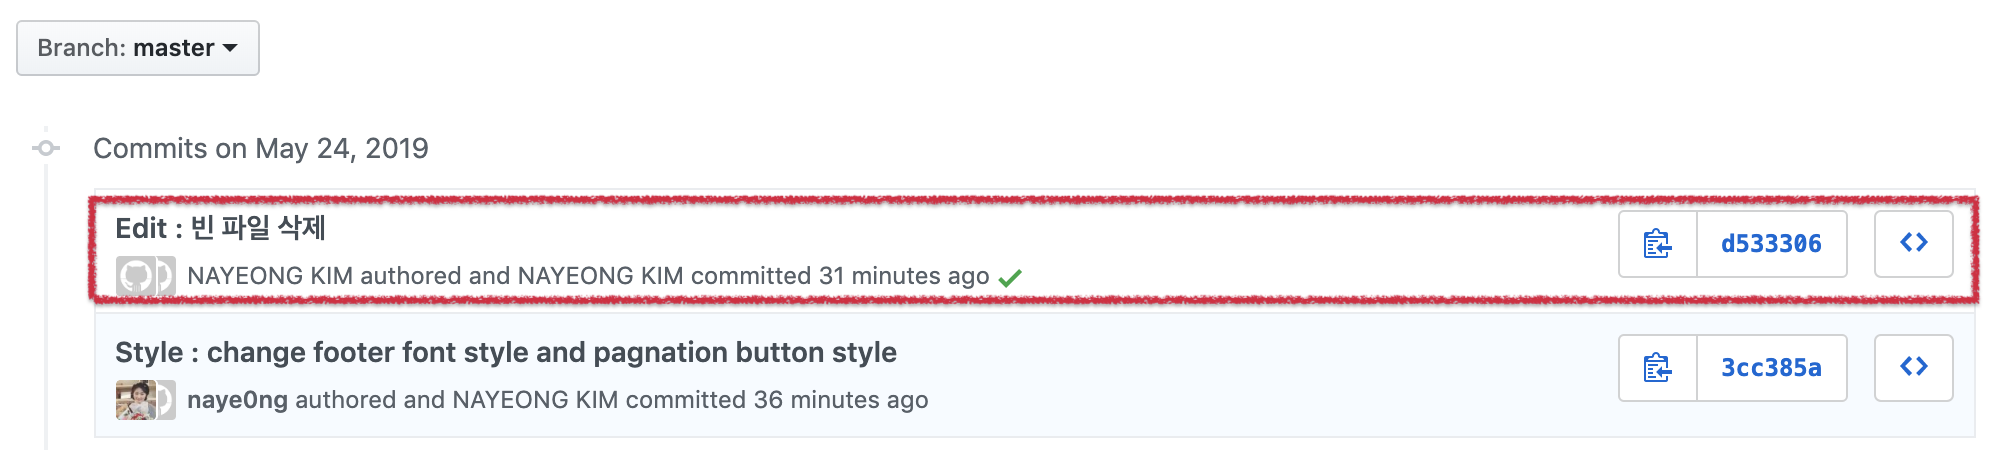 Branch: master
Commits on May 24, 2019
Edit : 빈 파일 삭제
d533306
NAYEONG KIM authored and NAYEONG KIM committed 31 minutes ago
Style : change footer font style and pagnation button style
3cc385a
naye0ng authored and NAYEONG KIM committed 36 minutes ago